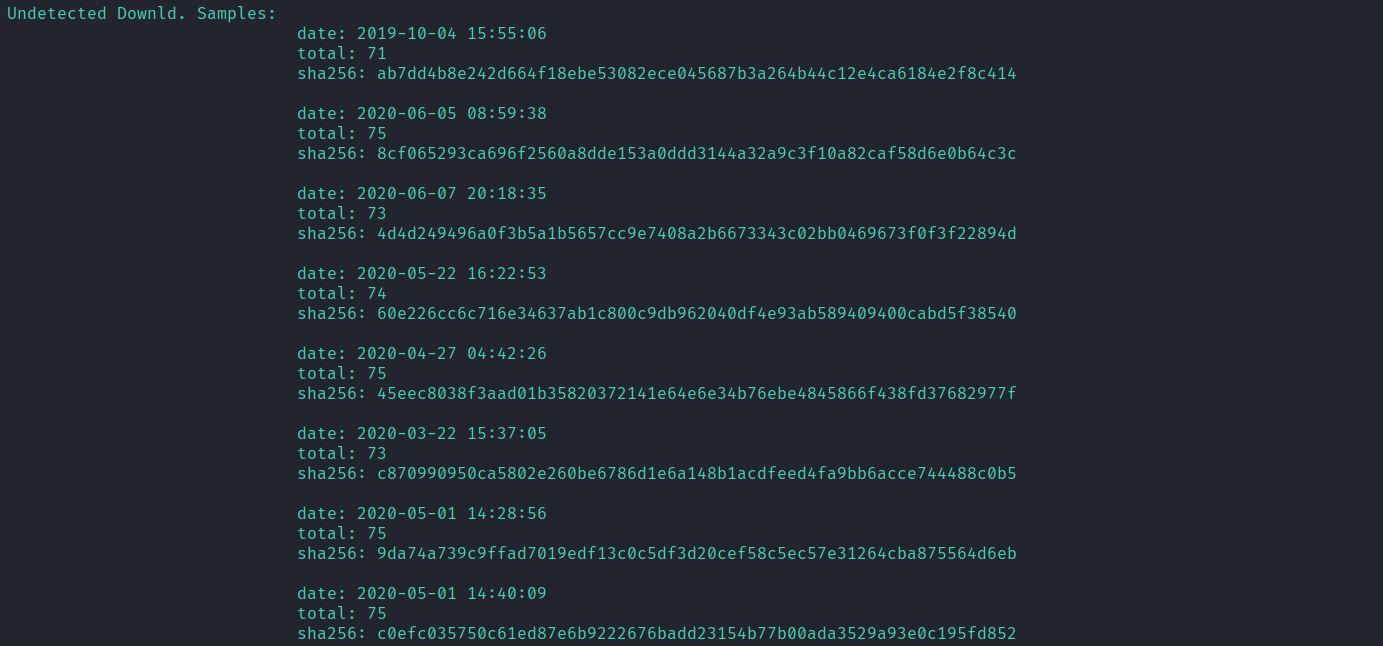 Undetected Downld. Samples:
date: 2019-10-04 15:55:06
total: 71
sha256: ab7dd4b8e242d664f18ebe53082ece045687b3a264b44c12e4ca6184e2f8c414
date: 2020-06-05 08:59:38
total: 75
sha256: 8cf065293ca696f2560a8dde153a0ddd3144a32a9c3f10a82caf58d6e0b64c3c
date: 2020-06-07 20:18:35
total: 73
sha256: 4d4d249496a0f3b5a1b5657cc9e7408a2b6673343c02bb0469673f0f3f22894d
date: 2020-05-22 16:22:53
total: 74
sha256: 60e226cc6c716e34637ab1c800c9db962040df4e93ab589409400cabd5f38540
date: 2020-04-27 04:42:26
total: 75
sha256: 45eec8038f3aad01b35820372141e64e6e34b76ebe4845866f438fd37682977f
date: 2020-03-22 15:37:05
total: 73
sha256: c870990950ca5802e260be6786d1e6a148b1acdfeed4fa9bb6acce744488c0b5
date: 2020-05-01 14:28:56
total: 75
sha256: 9da74a739c9ffad7019edf13c0c5df3d20cef58c5ec57e31264cba875564d6eb
date: 2020-05-01 14:40:09
total: 75
sha256: c0efc035750c61ed87e6b9222676badd23154b77b00ada3529a93e0c195fd852